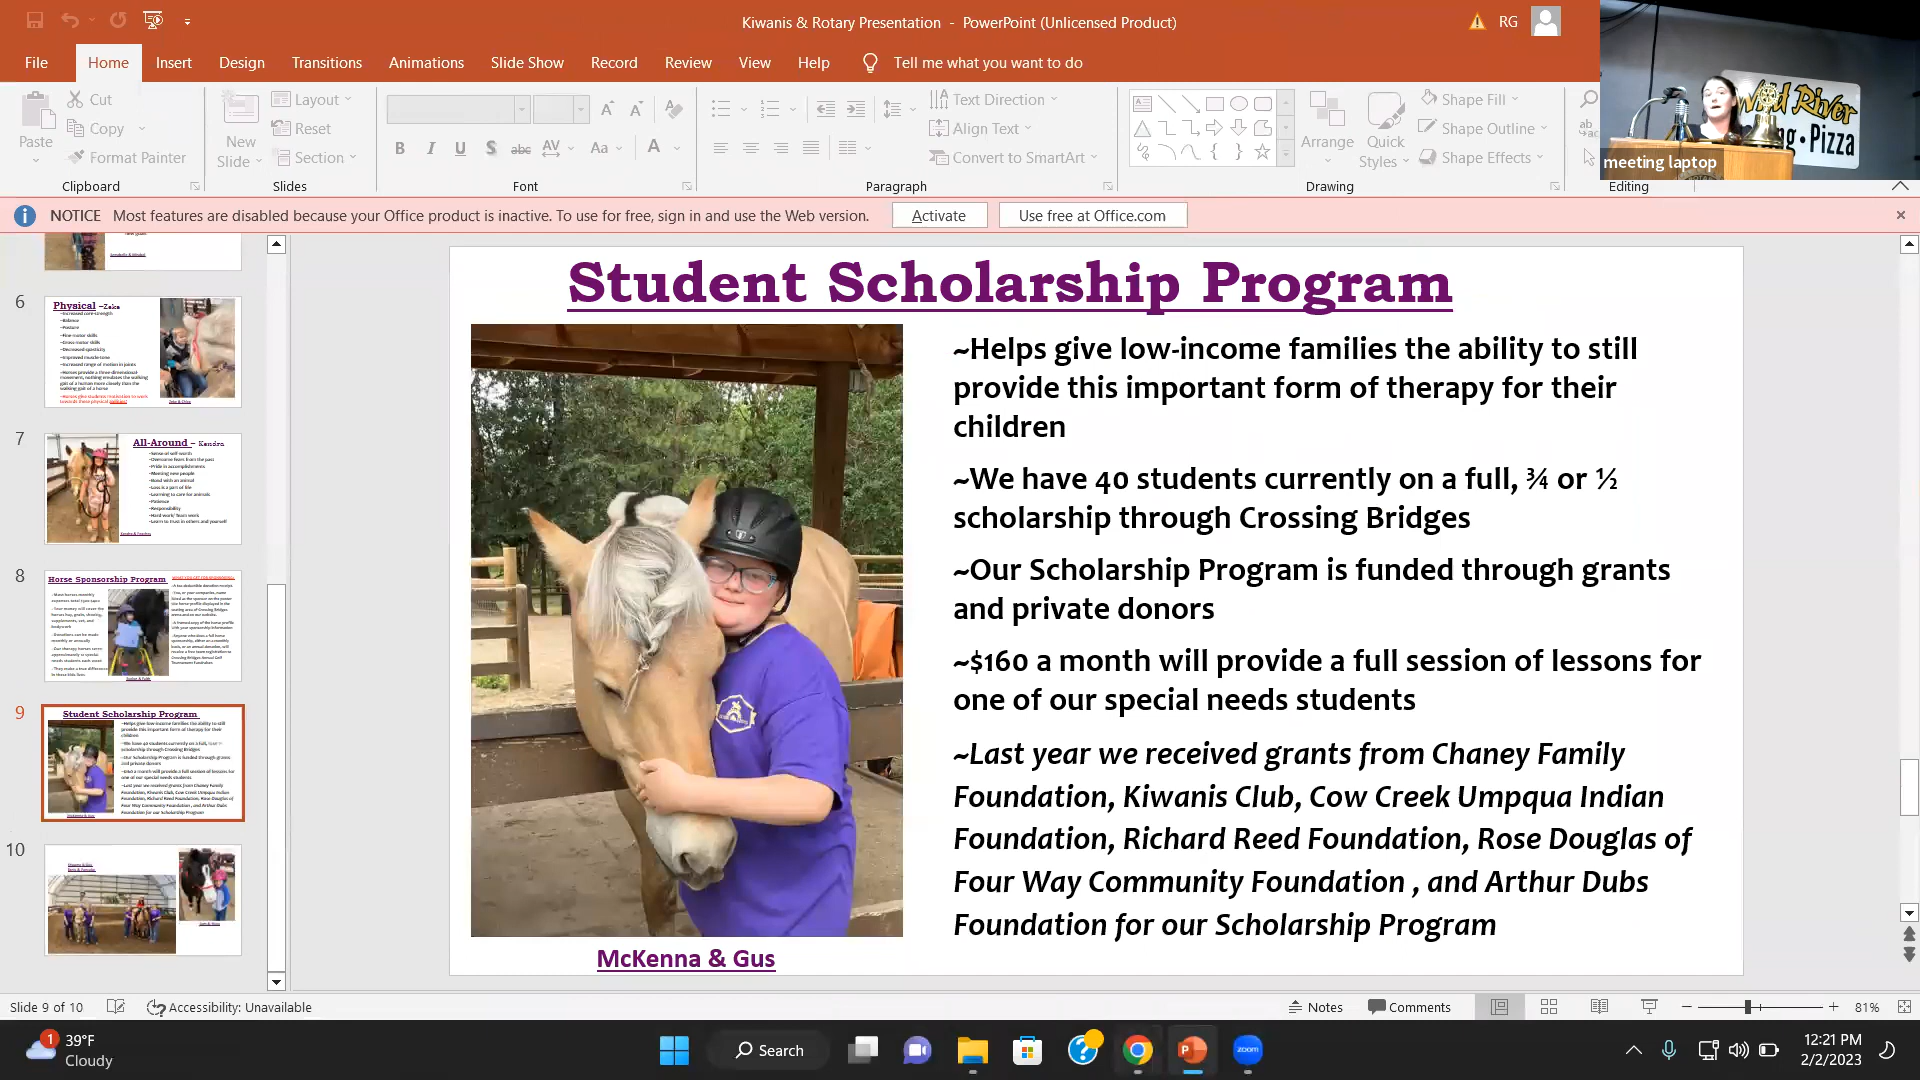 Kiwanis & Rotary Presentation - PowerPoint (Unlicensed Product)
RG
File Home Insert Design Transitions Animations Slide Show Record Review View Help Tell me what you want to do
Paste
Cut
Copy
Format Painter
Clipboard
New
Slide
Layout
Reset
Section
Slides
B I U S abc AV Aa A
Font
Text Direction
Align Text
Convert to SmartArt
Paragraph
Arrange
Quick
Styles
Shape Fill
Shape Outline
Shape Effects
Drawing
Editing
River
Pizza
meeting laptop
NOTICE Most features are disabled because your Office product is inactive. To use for free, sign in and use the Web version. Activate Use free at Office.com
6
Physical ~Zeke
7
All-Around ~ Kendra
8
Horse Sponsorship Program
9
Student Scholarship Program
10
Student Scholarship Program
~Helps give low-income families the ability to still
provide this important form of therapy for their
children
~We have 40 students currently on a full, ¾ or ½
scholarship through Crossing Bridges
~Our Scholarship Program is funded through grants
and private donors
~$160 a month will provide a full session of lessons for
one of our special needs students
~Last year we received grants from Chaney Family
Foundation, Kiwanis Club, Cow Creek Umpqua Indian
Foundation, Richard Reed Foundation, Rose Douglas of
Four Way Community Foundation , and Arthur Dubs
Foundation for our Scholarship Program
McKenna & Gus
Slide 9 of 10 Accessibility: Unavailable
Notes Comments 81%
1
39°F
Cloudy
Search
zoom
12:21 PM
2/2/2023